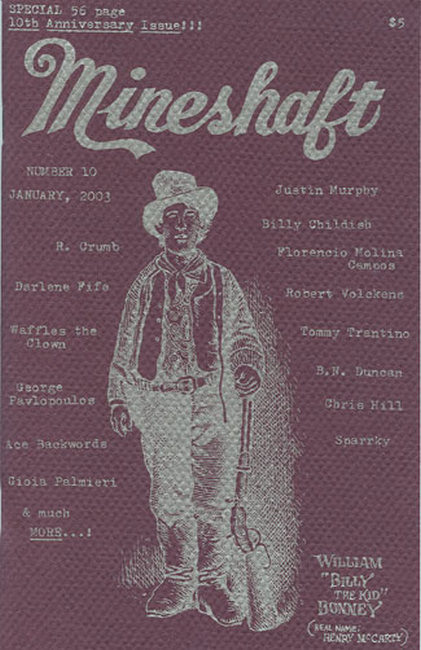 SPECIAL 56 page
10th Anniversary Issue!!!
$5
Mineshaft
NUMBER 10
JANUARY, 2003
R. Crumb
Darlene Fife
Waffles the
Clown
George
Pavlopoulos
Ace Backwords
Gioia Palmieri
& much
MORE...!
Justin Murphy
Billy Childish
Florencio Molina
Campos
Robert Volckens
Tommy Trantino
B.N. Duncan
Chris Hill
Sparrky
WILLIAM
"BILLY
THE KID"
BONNEY
(REAL NAME:
HENRY McCARTY)